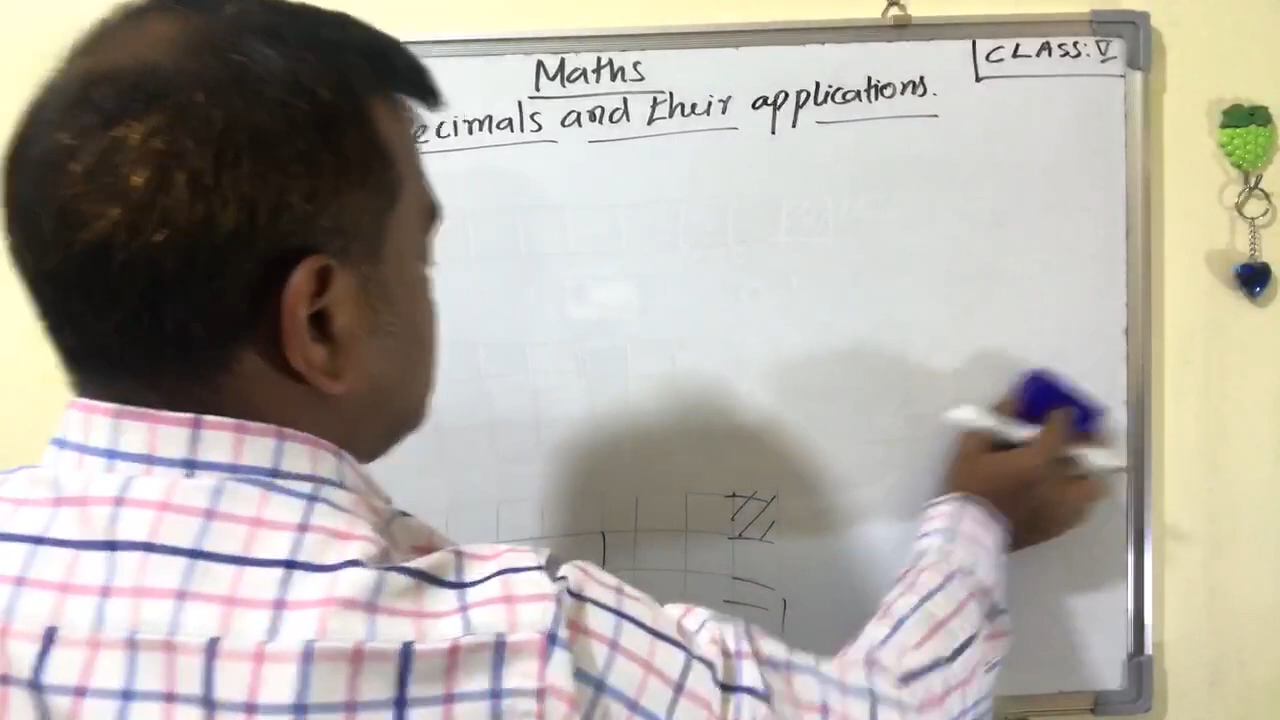 CLASS: V
Maths
ecimals and their applications.